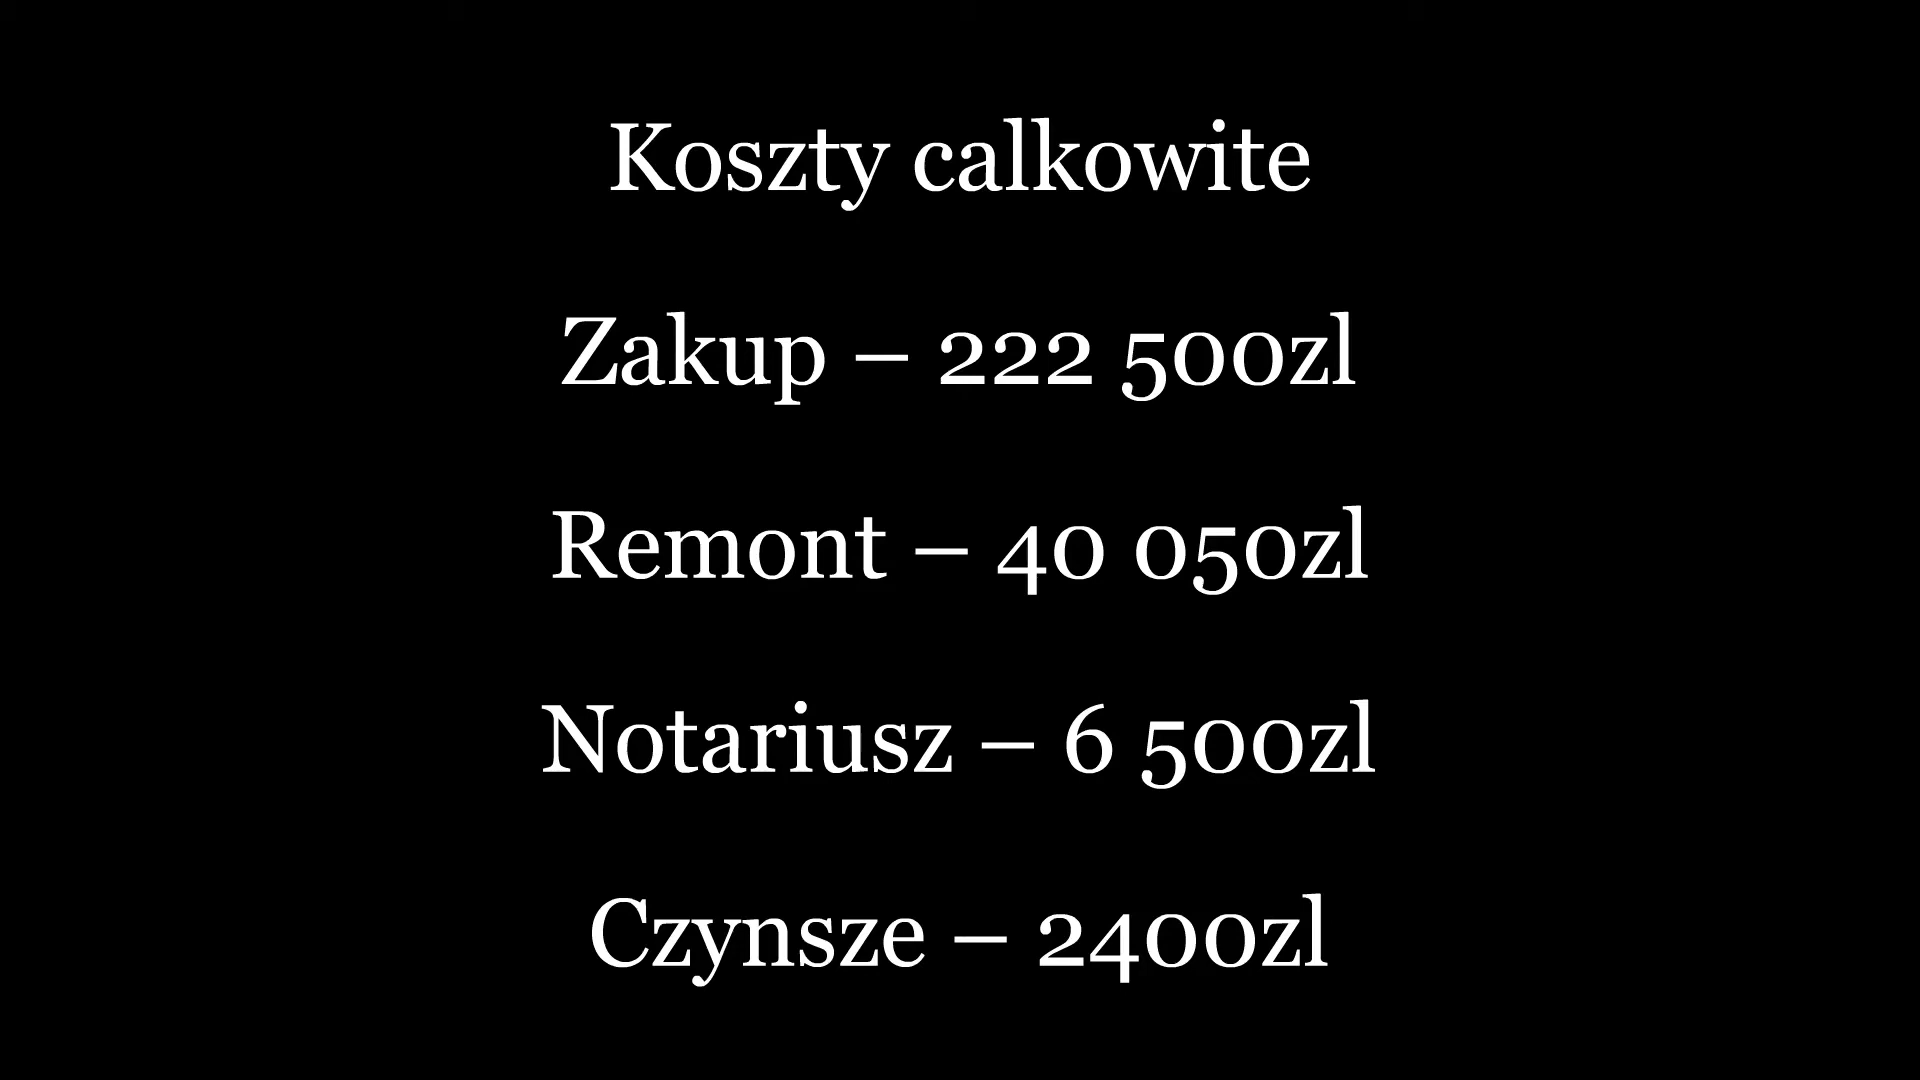 Koszty calkowite
Zakup – 222 500zl
Remont – 40 050zl
Notariusz – 6 500zl
Czynsze – 2400zl